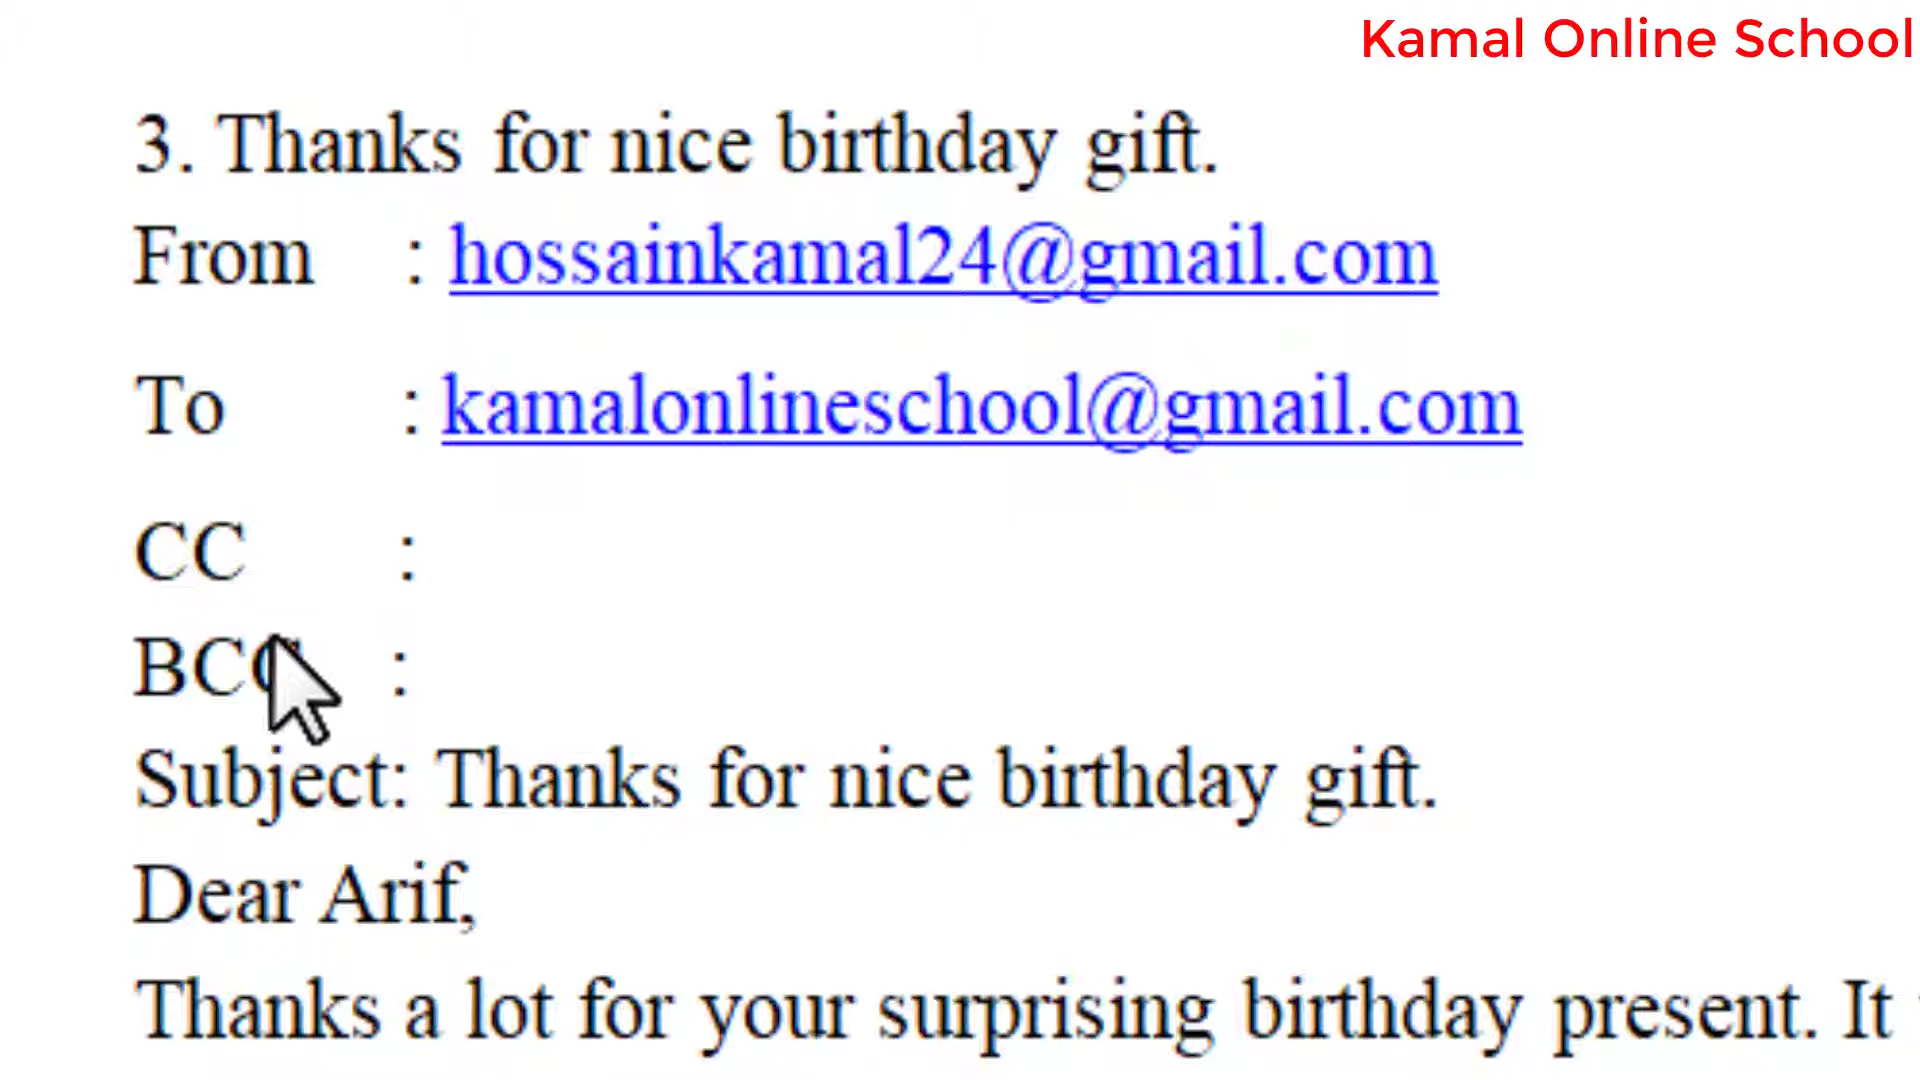 Kamal Online School
3. Thanks for nice birthday gift.
From : hossainkamal24@gmail.com
To : kamalonlineschool@gmail.com
CC :
BCC :
Subject: Thanks for nice birthday gift.
Dear Arif,
Thanks a lot for your surprising birthday present. It